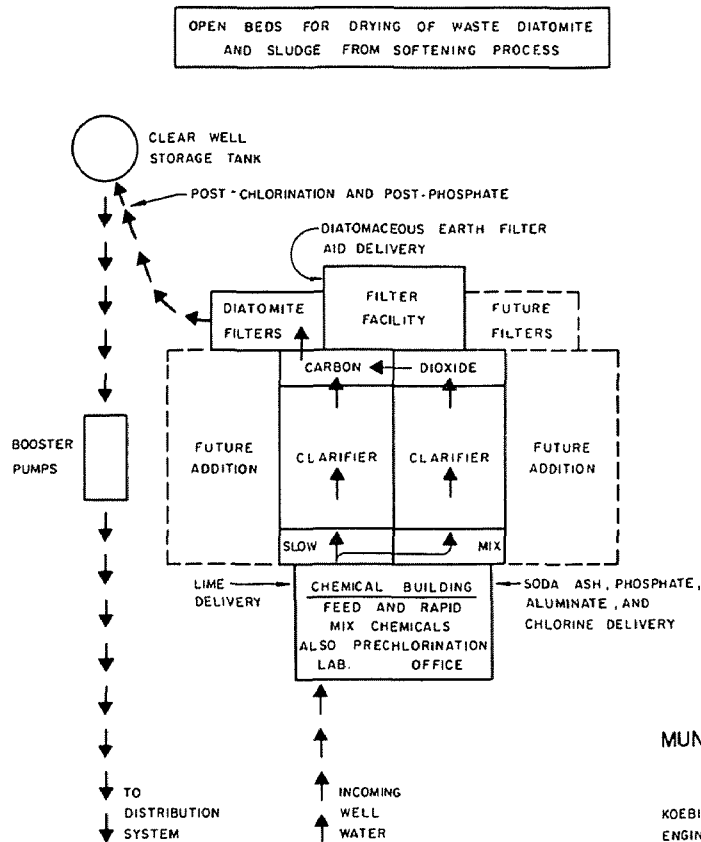 OPEN BEDS FOR DRYING OF WASTE DIATOMITE
AND SLUDGE FROM SOFTENING PROCESS
CLEAR WELL
STORAGE TANK
POST-CHLORINATION AND POST-PHOSPHATE
DIATOMACEOUS EARTH FILTER
AID DELIVERY
DIATOMITE
FILTERS
FILTER
FACILITY
FUTURE
FILTERS
CARBON
DIOXIDE
BOOSTER
PUMPS
FUTURE
ADDITION
CLARIFIER
CLARIFIER
FUTURE
ADDITION
SLOW
MIX
LIME
DELIVERY
CHEMICAL BUILDING
FEED AND RAPID
MIX CHEMICALS
ALSO PRECHLORINATION
LAB. OFFICE
SODA ASH, PHOSPHATE,
ALUMINATE, AND
CHLORINE DELIVERY
TO
DISTRIBUTION
SYSTEM
INCOMING
WELL
WATER
MUN
KOEBI
ENGIN